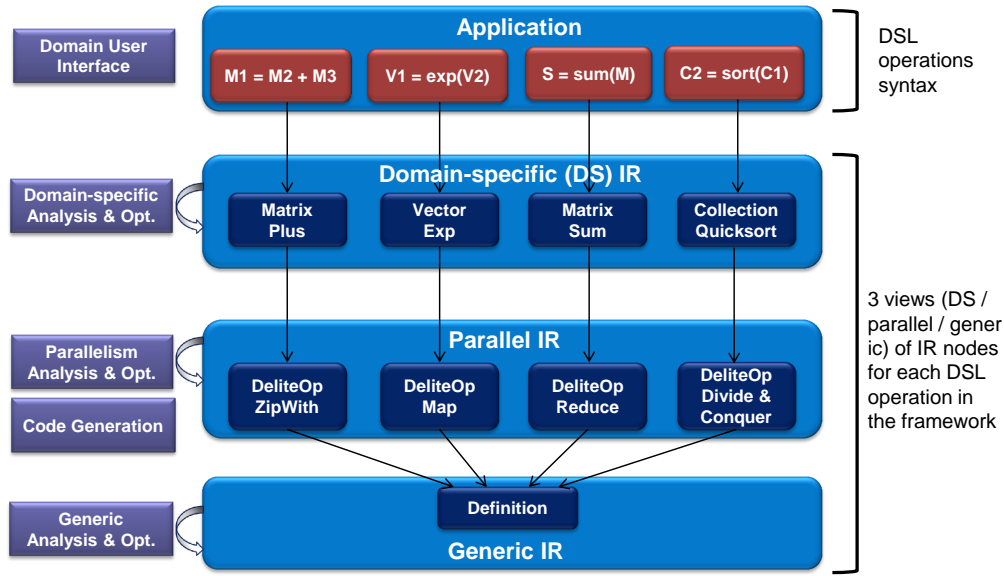 Application
Domain User
Interface
M1 = M2 + M3
V1 = exp(V2)
S = sum(M)
C2 = sort(C1)
DSL
operations
syntax
Domain-specific (DS) IR
Domain-specific
Analysis & Opt.
Matrix
Plus
Vector
Exp
Matrix
Sum
Collection
Quicksort
3 views (DS /
parallel / gener
ic) of IR nodes
for each DSL
operation in
the framework
Parallel IR
Parallelism
Analysis & Opt.
Code Generation
DeliteOp
ZipWith
DeliteOp
Map
DeliteOp
Reduce
DeliteOp
Divide &
Conquer
Definition
Generic
Analysis & Opt.
Generic IR